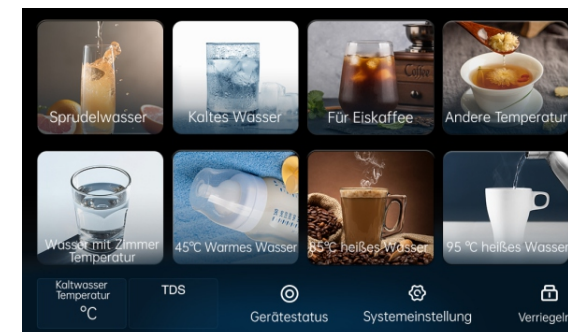 Sprudelwasser
Kaltes Wasser
Für Eiskaffee
Andere Temperatur
Wasser mit Zimmer
Temperatur
45°C Warmes Wasser
85°C heißes Wasser
95 °C heißes Wasser
Kaltwasser
Temperatur
°C
TDS
Gerätestatus
Systemeinstellung
Verriegeln